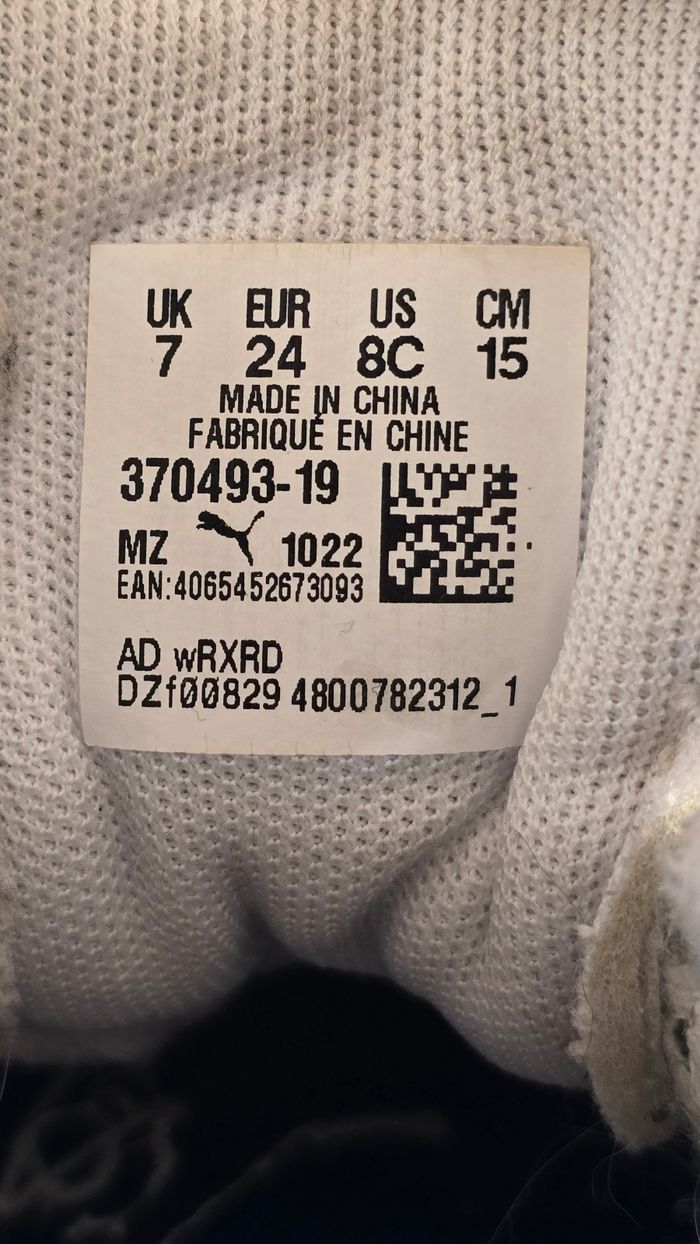 UK EUR US CM
7 24 8C 15
MADE IN CHINA
FABRIQUÉ EN CHINE
370493-19
MZ 1022
EAN:4065452673093
AD wRXRD
DZf00829 4800782312_1